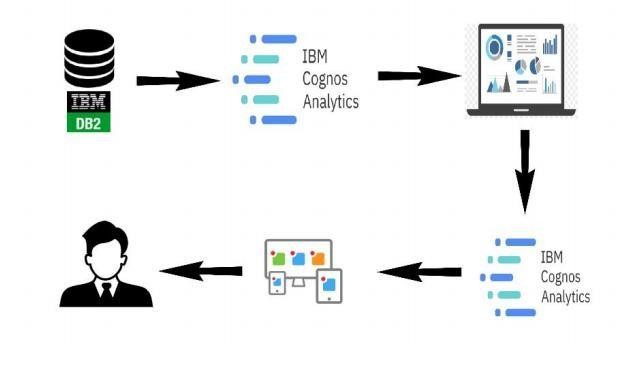 IBM
DB2
IBM
Cognos
Analytics
IBM
Cognos
Analytics